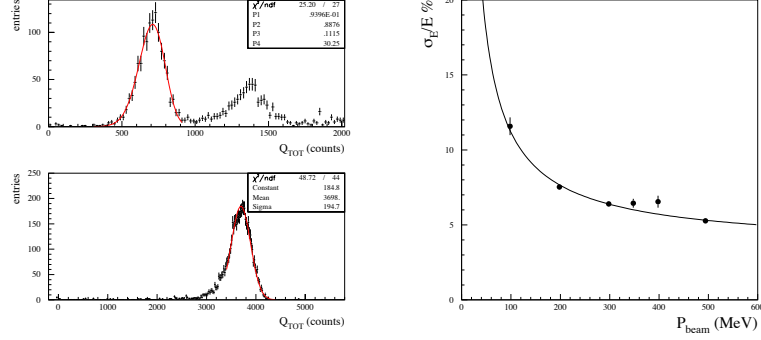 entries
χ²/ndf 25.20 / 27
P1 .9396E-01
P2 .8876
P3 .1115
P4 30.25
100
50
0
0 500 1000 1500 2000
Q_TOT (counts)
entries
χ²/ndf 48.72 / 44
Constant 184.8
Mean 3698.
Sigma 194.7
250
200
150
100
50
0
0 1000 2000 3000 4000 5000
Q_TOT (counts)
σ_E/E %
20
15
10
5
0
0 100 200 300 400 500 600
P_beam (MeV)